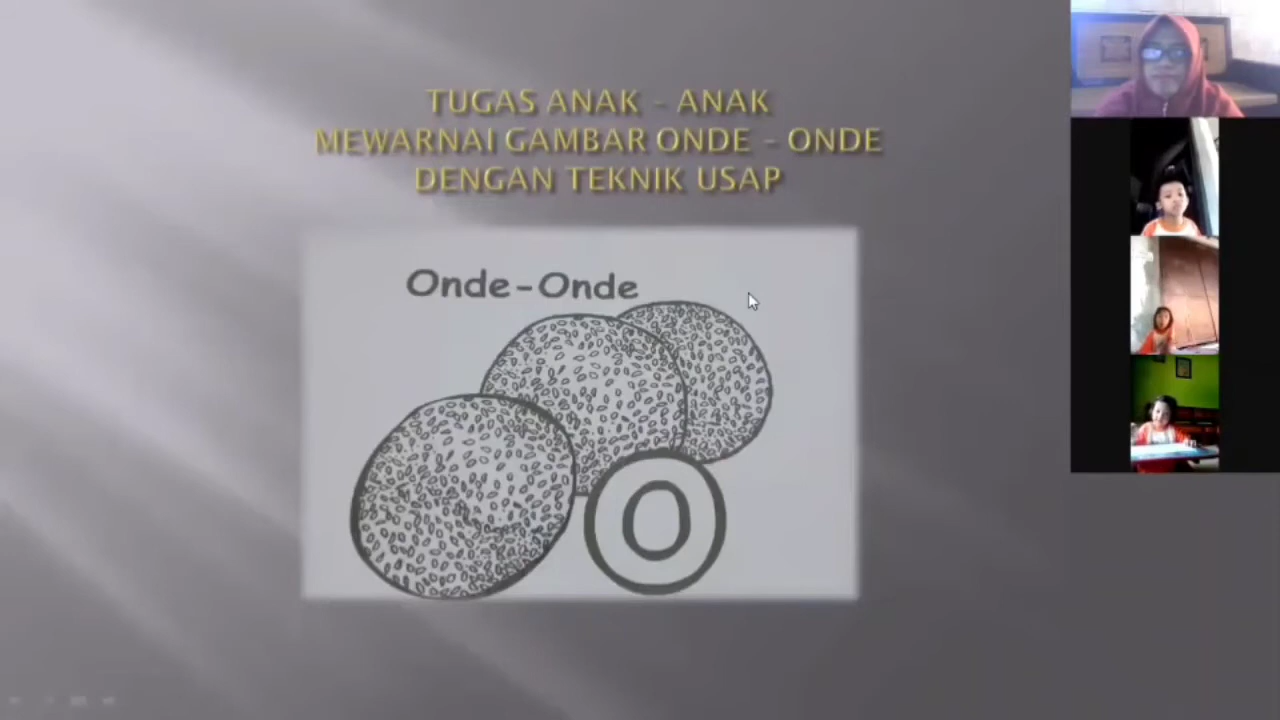 TUGAS ANAK - ANAK
MEWARNAI GAMBAR ONDE - ONDE
DENGAN TEKNIK USAP
Onde-Onde
O